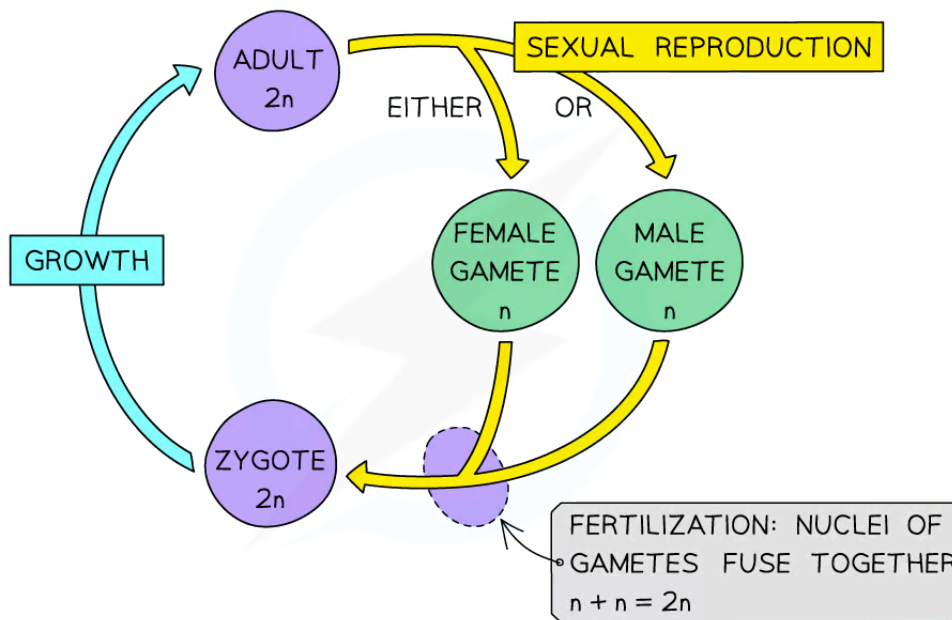 ADULT
2n
SEXUAL REPRODUCTION
EITHER
OR
GROWTH
FEMALE
GAMETE
n
MALE
GAMETE
n
ZYGOTE
2n
FERTILIZATION: NUCLEI OF
GAMETES FUSE TOGETHER
n + n = 2n